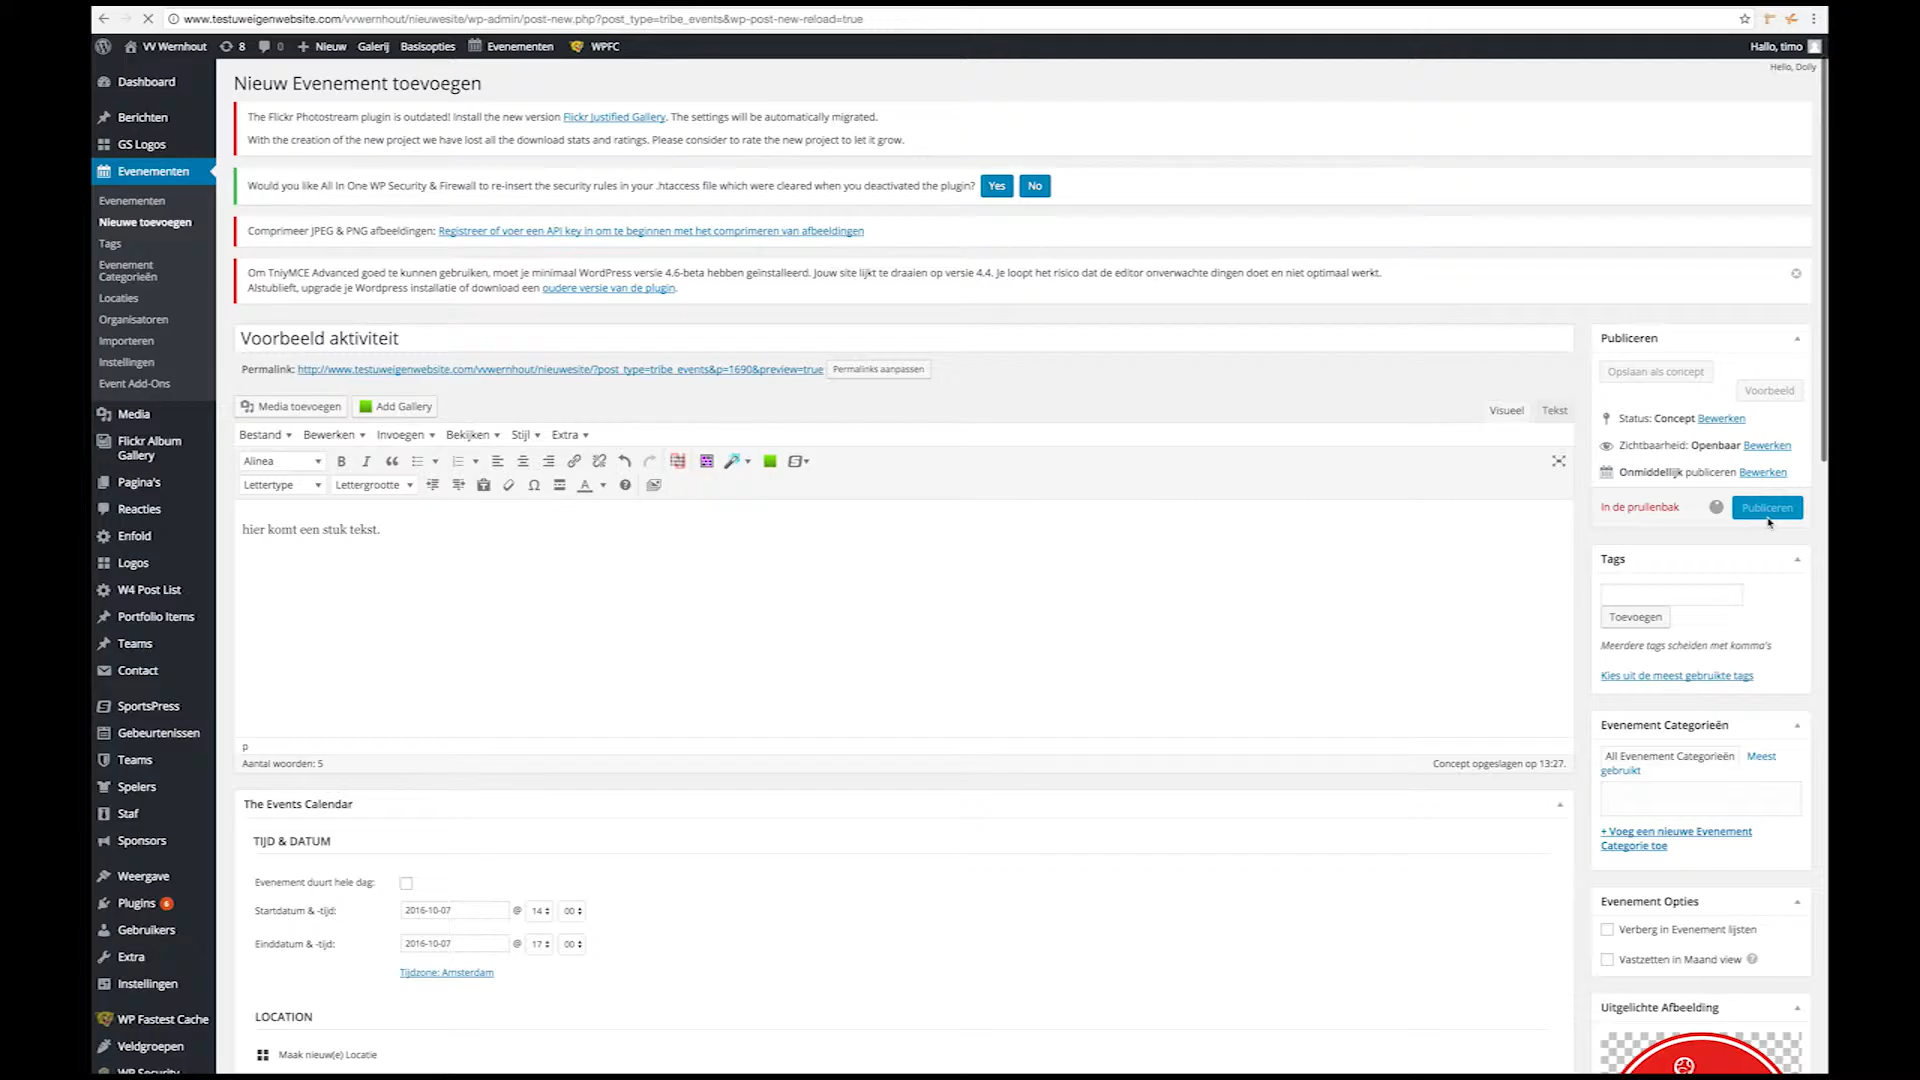 www.testuweigenwebsite.com/vvwernhout/nieuwesite/wp-admin/post-new.php?post_type=tribe_events&wp-post-new-reload=true
VV Wernhout 8 0 + Nieuw Galerij Basisopties Evenementen WPFC Hallo, timo
Hello, Dolly
Dashboard
Berichten
GS Logos
Evenementen
Evenementen
Nieuwe toevoegen
Tags
Evenement
Categorieën
Locaties
Organisatoren
Importeren
Instellingen
Event Add-Ons
Media
Flickr Album
Gallery
Pagina's
Reacties
Enfold
Logos
W4 Post List
Portfolio Items
Teams
Contact
SportsPress
Gebeurtenissen
Teams
Spelers
Staf
Sponsors
Weergave
Plugins 6
Gebruikers
Extra
Instellingen
WP Fastest Cache
Veldgroepen
WP Security
Nieuw Evenement toevoegen
The Flickr Photostream plugin is outdated! Install the new version Flickr Justified Gallery. The settings will be automatically migrated.
With the creation of the new project we have lost all the download stats and ratings. Please consider to rate the new project to let it grow.
Would you like All In One WP Security & Firewall to re-insert the security rules in your .htaccess file which were cleared when you deactivated the plugin? Yes No
Comprimeer JPEG & PNG afbeeldingen: Registreer of voer een API key in om te beginnen met het comprimeren van afbeeldingen
Om TniyMCE Advanced goed te kunnen gebruiken, moet je minimaal WordPress versie 4.6-beta hebben geïnstalleerd. Jouw site lijkt te draaien op versie 4.4. Je loopt het risico dat de editor onverwachte dingen doet en niet optimaal werkt.
Alstublieft, upgrade je Wordpress installatie of download een oudere versie van de plugin.
Voorbeeld aktiviteit
Permalink: http://www.testuweigenwebsite.com/vvwernhout/nieuwesite/?post_type=tribe_events&p=1690&preview=true Permalinks aanpassen
Media toevoegen Add Gallery
Visueel Tekst
Bestand Bewerken Invoegen Bekijken Stijl Extra
Alinea B I
Lettertype Lettergrootte A
hier komt een stuk tekst.
p
Aantal woorden: 5 Concept opgeslagen op 13:27.
The Events Calendar
TIJD & DATUM
Evenement duurt hele dag:
Startdatum & -tijd: 2016-10-07 @ 14 00
Einddatum & -tijd: 2016-10-07 @ 17 00
Tijdzone: Amsterdam
LOCATION
Maak nieuw(e) Locatie
Publiceren
Opslaan als concept
Voorbeeld
Status: Concept Bewerken
Zichtbaarheid: Openbaar Bewerken
Onmiddellijk publiceren Bewerken
In de prullenbak Publiceren
Tags
Toevoegen
Meerdere tags scheiden met komma's
Kies uit de meest gebruikte tags
Evenement Categorieën
All Evenement Categorieën Meest
gebruikt
+ Voeg een nieuwe Evenement
Categorie toe
Evenement Opties
Verberg in Evenement lijsten
Vastzetten in Maand view
Uitgelichte Afbeelding